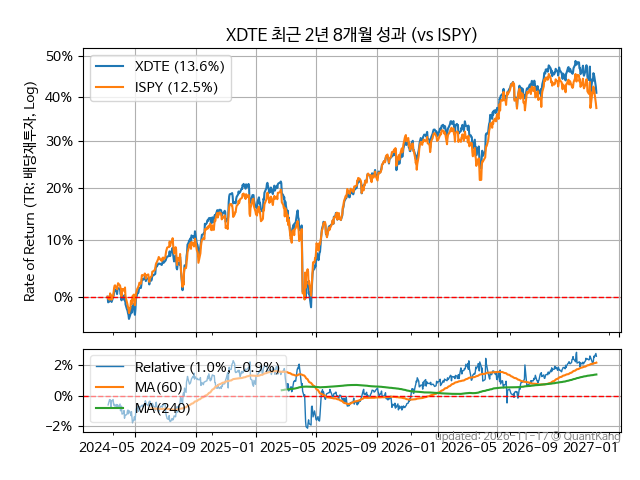 XDTE 최근 2년 8개월 성과 (vs ISPY)
50%
40%
30%
20%
10%
0%
Rate of Return (TR: 배당재투자, Log)
XDTE (13.6%)
ISPY (12.5%)
2%
0%
−2%
Relative (1.0%, −0.9%)
MA(60)
MA(240)
2024-05 2024-09 2025-01 2025-05 2025-09 2026-01 2026-05 2026-09 2027-01
updated: 2026-11-17 © QuantKang